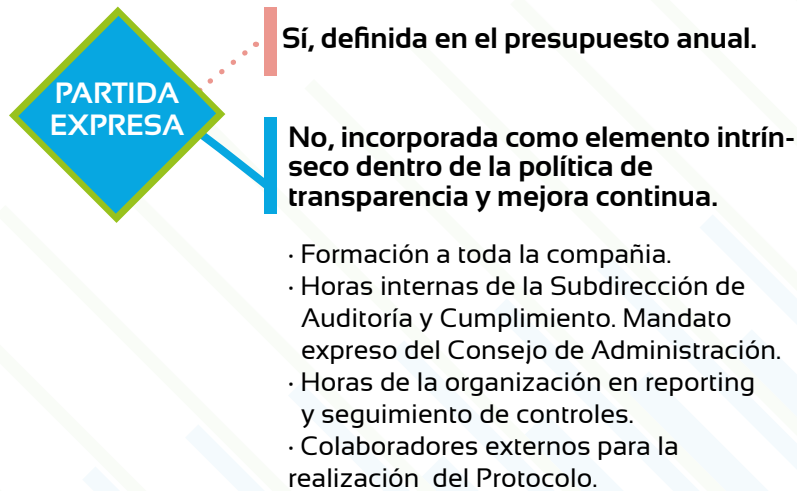 PARTIDA
EXPRESA
Sí, definida en el presupuesto anual.
No, incorporada como elemento intrín-
seco dentro de la política de
transparencia y mejora continua.
· Formación a toda la compañia.
· Horas internas de la Subdirección de
Auditoría y Cumplimiento. Mandato
expreso del Consejo de Administración.
· Horas de la organización en reporting
y seguimiento de controles.
· Colaboradores externos para la
realización del Protocolo.